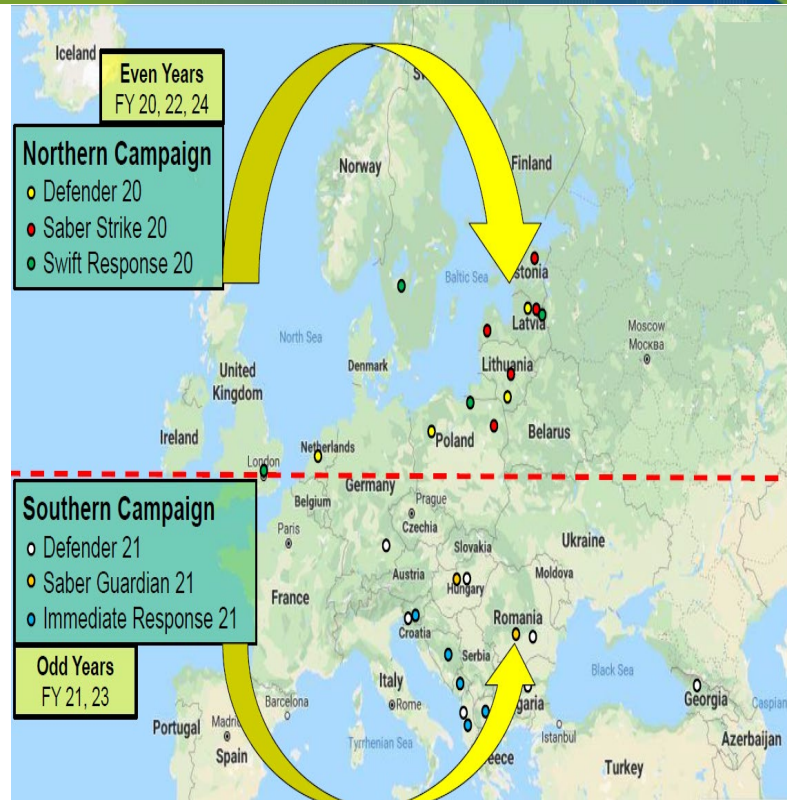 Iceland
Even Years
FY 20, 22, 24
Northern Campaign
Defender 20
Saber Strike 20
Swift Response 20
Norway
Finland
Baltic Sea
stonia
Latvia
Moscow
Москва
North Sea
Denmark
Lithuania
United
Kingdom
Ireland
Netherlands
Poland
Belarus
London
Germany
Belgium
Southern Campaign
Defender 21
Saber Guardian 21
Immediate Response 21
Prague
Czechia
Paris
Slovakia
Ukraine
Austria
Moldova
Hungary
France
Romania
Croatia
Odd Years
FY 21, 23
Serbia
Italy
Black Sea
Barcelona
Rome
garia
Georgia
Caspian
Portugal
Madrid
Spain
Tyrrhenian Sea
Istanbul
eece
Turkey
Azerbaijan